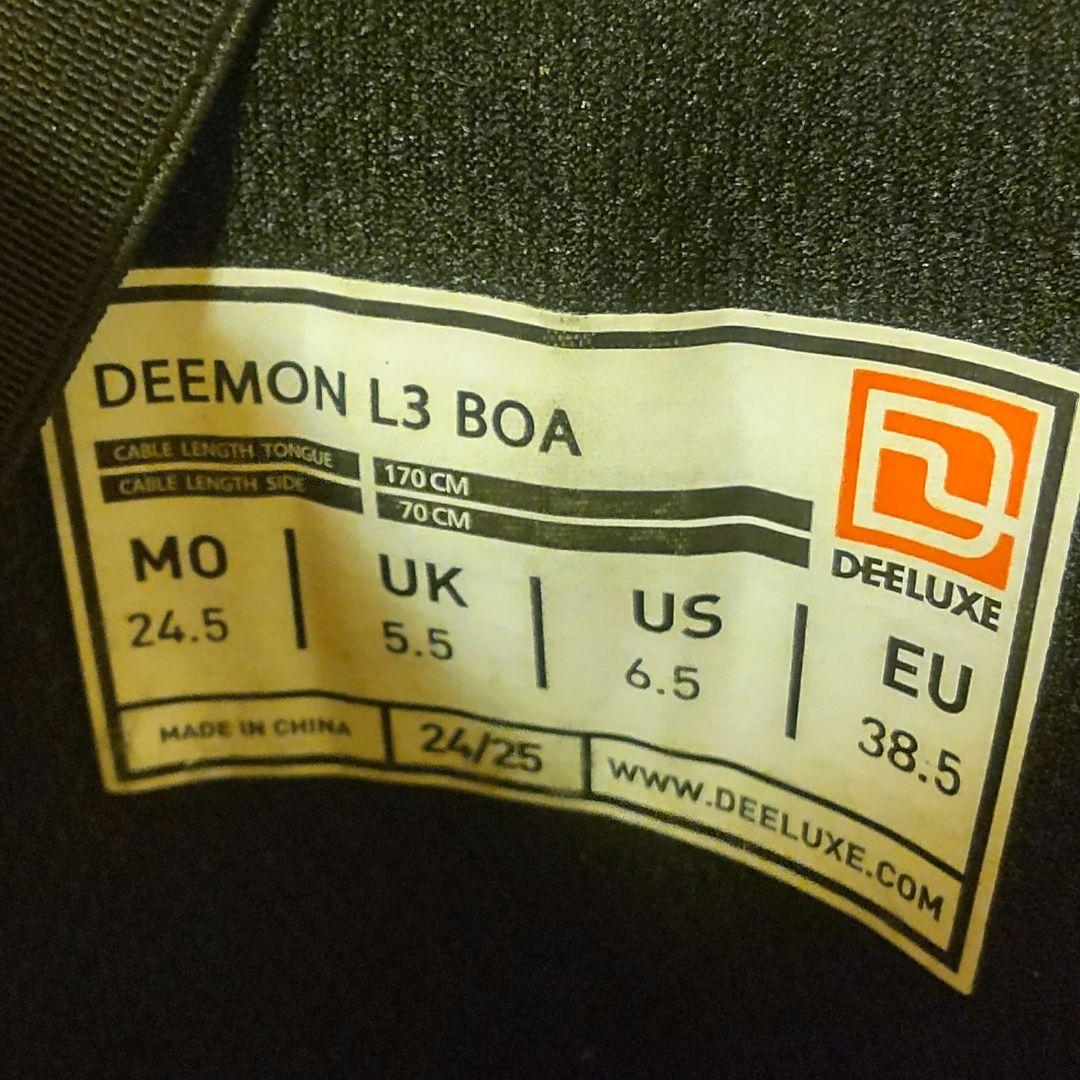 DEEMON L3 BOA
CABLE LENGTH TONGUE 170 CM
CABLE LENGTH SIDE 70 CM
DEELUXE
MO UK US EU
24.5 5.5 6.5 38.5
MADE IN CHINA 24/25 WWW.DEELUXE.COM